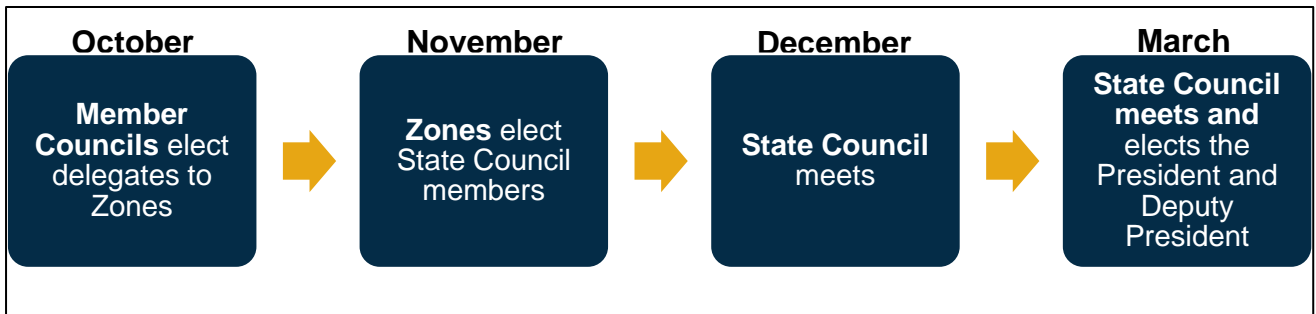 October
Member
Councils elect
delegates to
Zones
November
Zones elect
State Council
members
December
State Council
meets
March
State Council
meets and
elects the
President and
Deputy
President